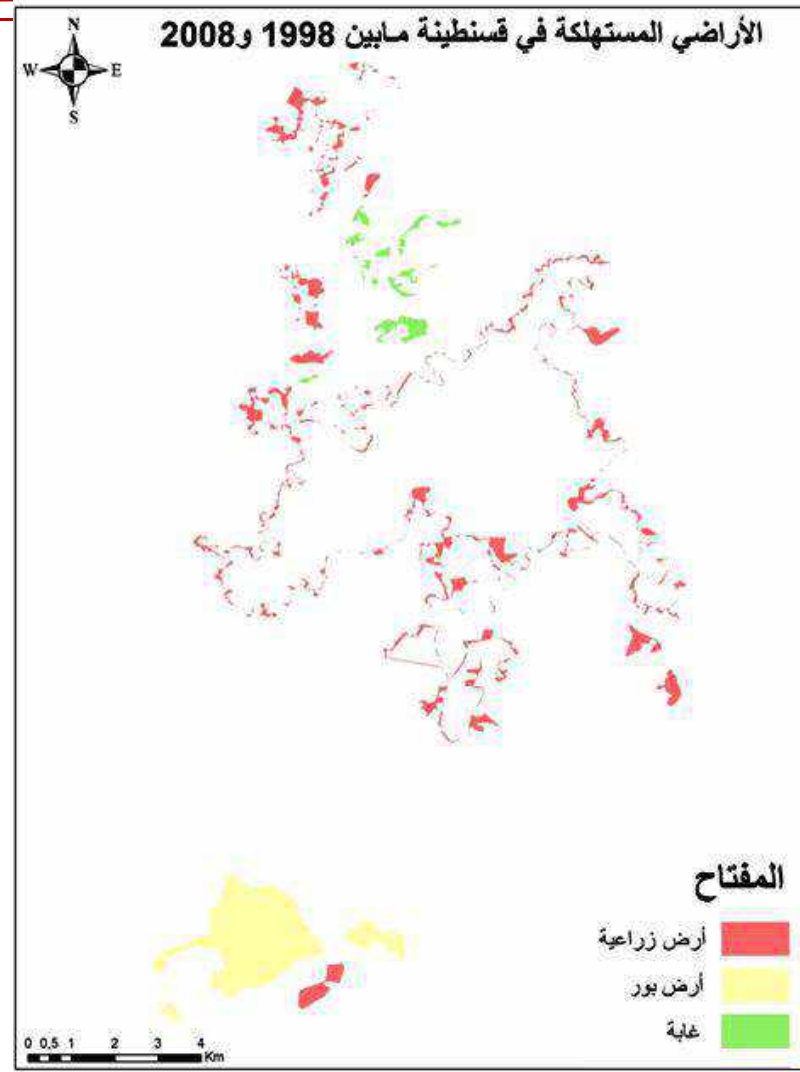 الأراضي المستهلكة في قسنطينة مابين 1998 و2008
N
W E
S
المفتاح
أرض زراعية
أرض بور
غابة
0 0,5 1 2 3 4
Km